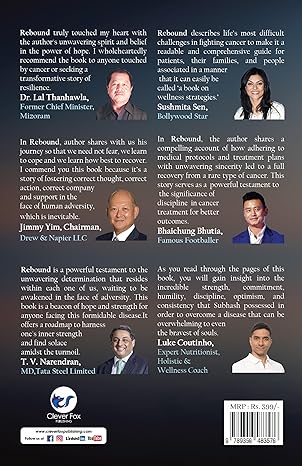 Rebound truly touched my heart with
the author's unwavering spirit and belief
in the power of hope. I wholeheartedly
recommend the book to anyone touched
by cancer or seeking a
transformative story of
resilience.
Dr. Lal Thanhawla,
Former Chief Minister,
Mizoram
Rebound describes life's most difficult
challenges in fighting cancer to make it a
readable and comprehensive guide for
patients, their families, and people
associated in a manner
that it can easily be
called 'a book on
wellness strategies.'
Sushmita Sen,
Bollywood Star
In Rebound, author shares with us his
journey so that we need not fear, we learn
to cope and we learn how best to recover.
I commend you this book because it's a
story of fostering correct thought, correct
action, correct company
and support in the
face of human adversity,
which is inevitable.
Jimmy Yim, Chairman,
Drew & Napier LLC
In Rebound, the author shares a
compelling account of how adhering to
medical protocols and treatment plans
with unwavering sincerity led to a full
recovery from a rare type of cancer. This
story serves as a powerful testament to
the significance of
discipline in cancer
treatment for better
outcomes.
Bhaichung Bhutia,
Famous Footballer
Rebound is a powerful testament to the
unwavering determination that resides
within each one of us, waiting to be
awakened in the face of adversity. This
book is a beacon of hope and strength for
anyone facing this formidable disease.It
offers a roadmap to harness
one's inner strength
and find solace
amidst the turmoil.
T. V. Narendran,
MD,Tata Steel Limited
As you read through the pages of this
book, you will gain insight into the
incredible strength, commitment,
humility, discipline, optimism, and
consistency that Subhash possessed in
order to overcome a disease that can be
overwhelming to even
the bravest of souls.
Luke Coutinho,
Expert Nutritionist,
Holistic &
Wellness Coach
Clever Fox
PUBLISHING
Follow us at
Linked in
YouTube
www.cleverfoxpublishing.com
MRP : Rs. 399/-
9 789356 483576